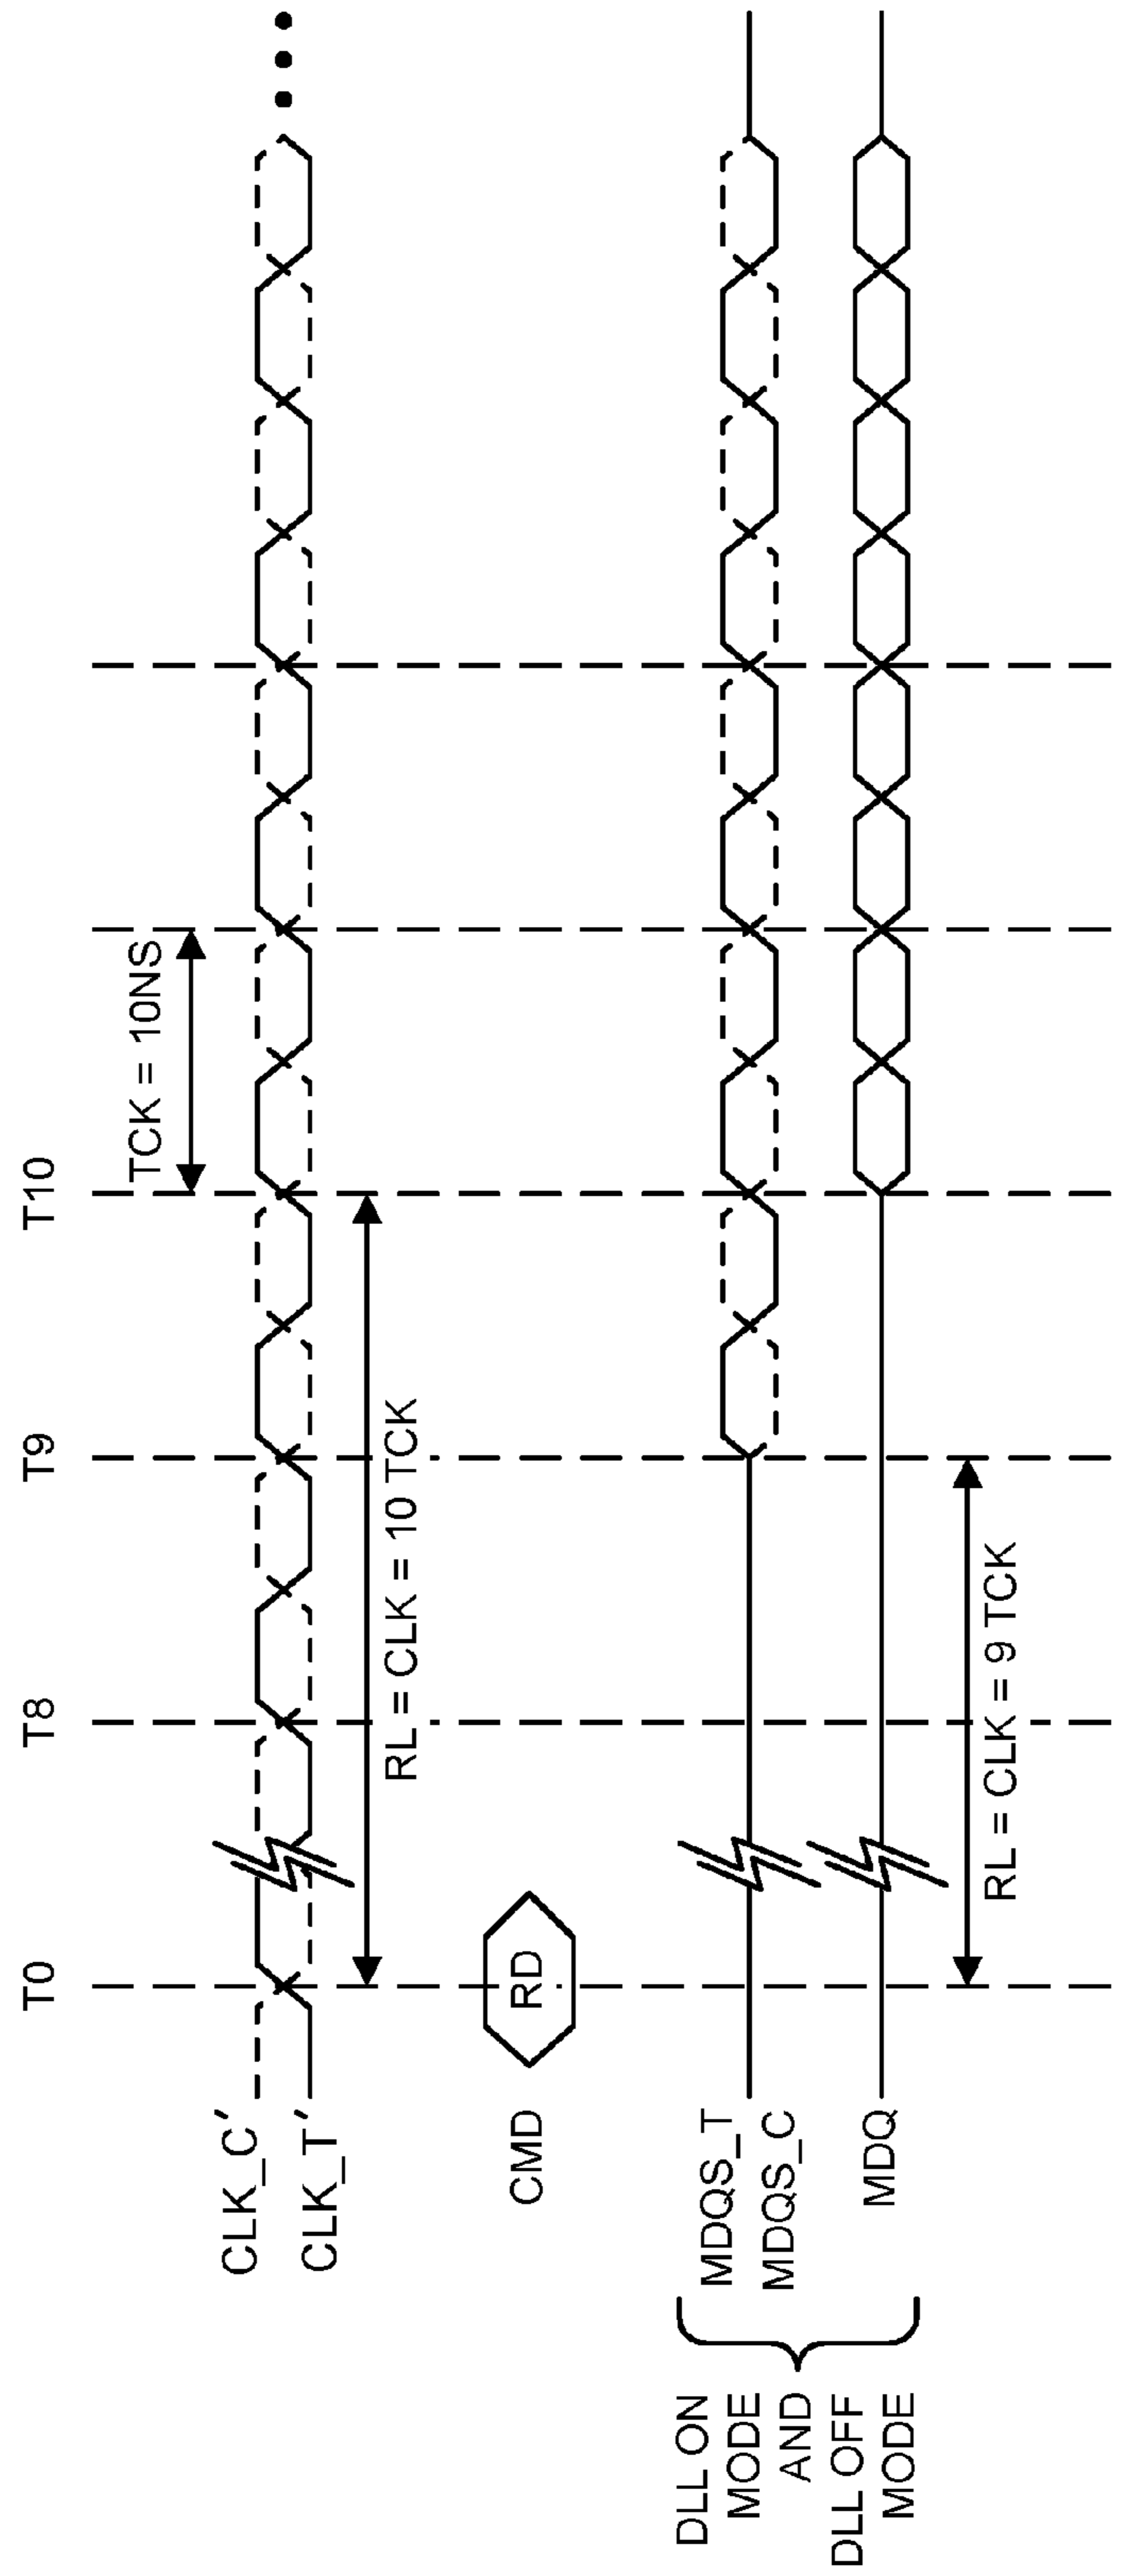 T0
T8
T9
T10
TCK = 10NS
CLK_C'
CLK_T'
RL = CLK = 10 TCK
CMD
RD
DLL ON
MODE
AND
DLL OFF
MODE
MDQS_T
MDQS_C
MDQ
RL = CLK = 9 TCK